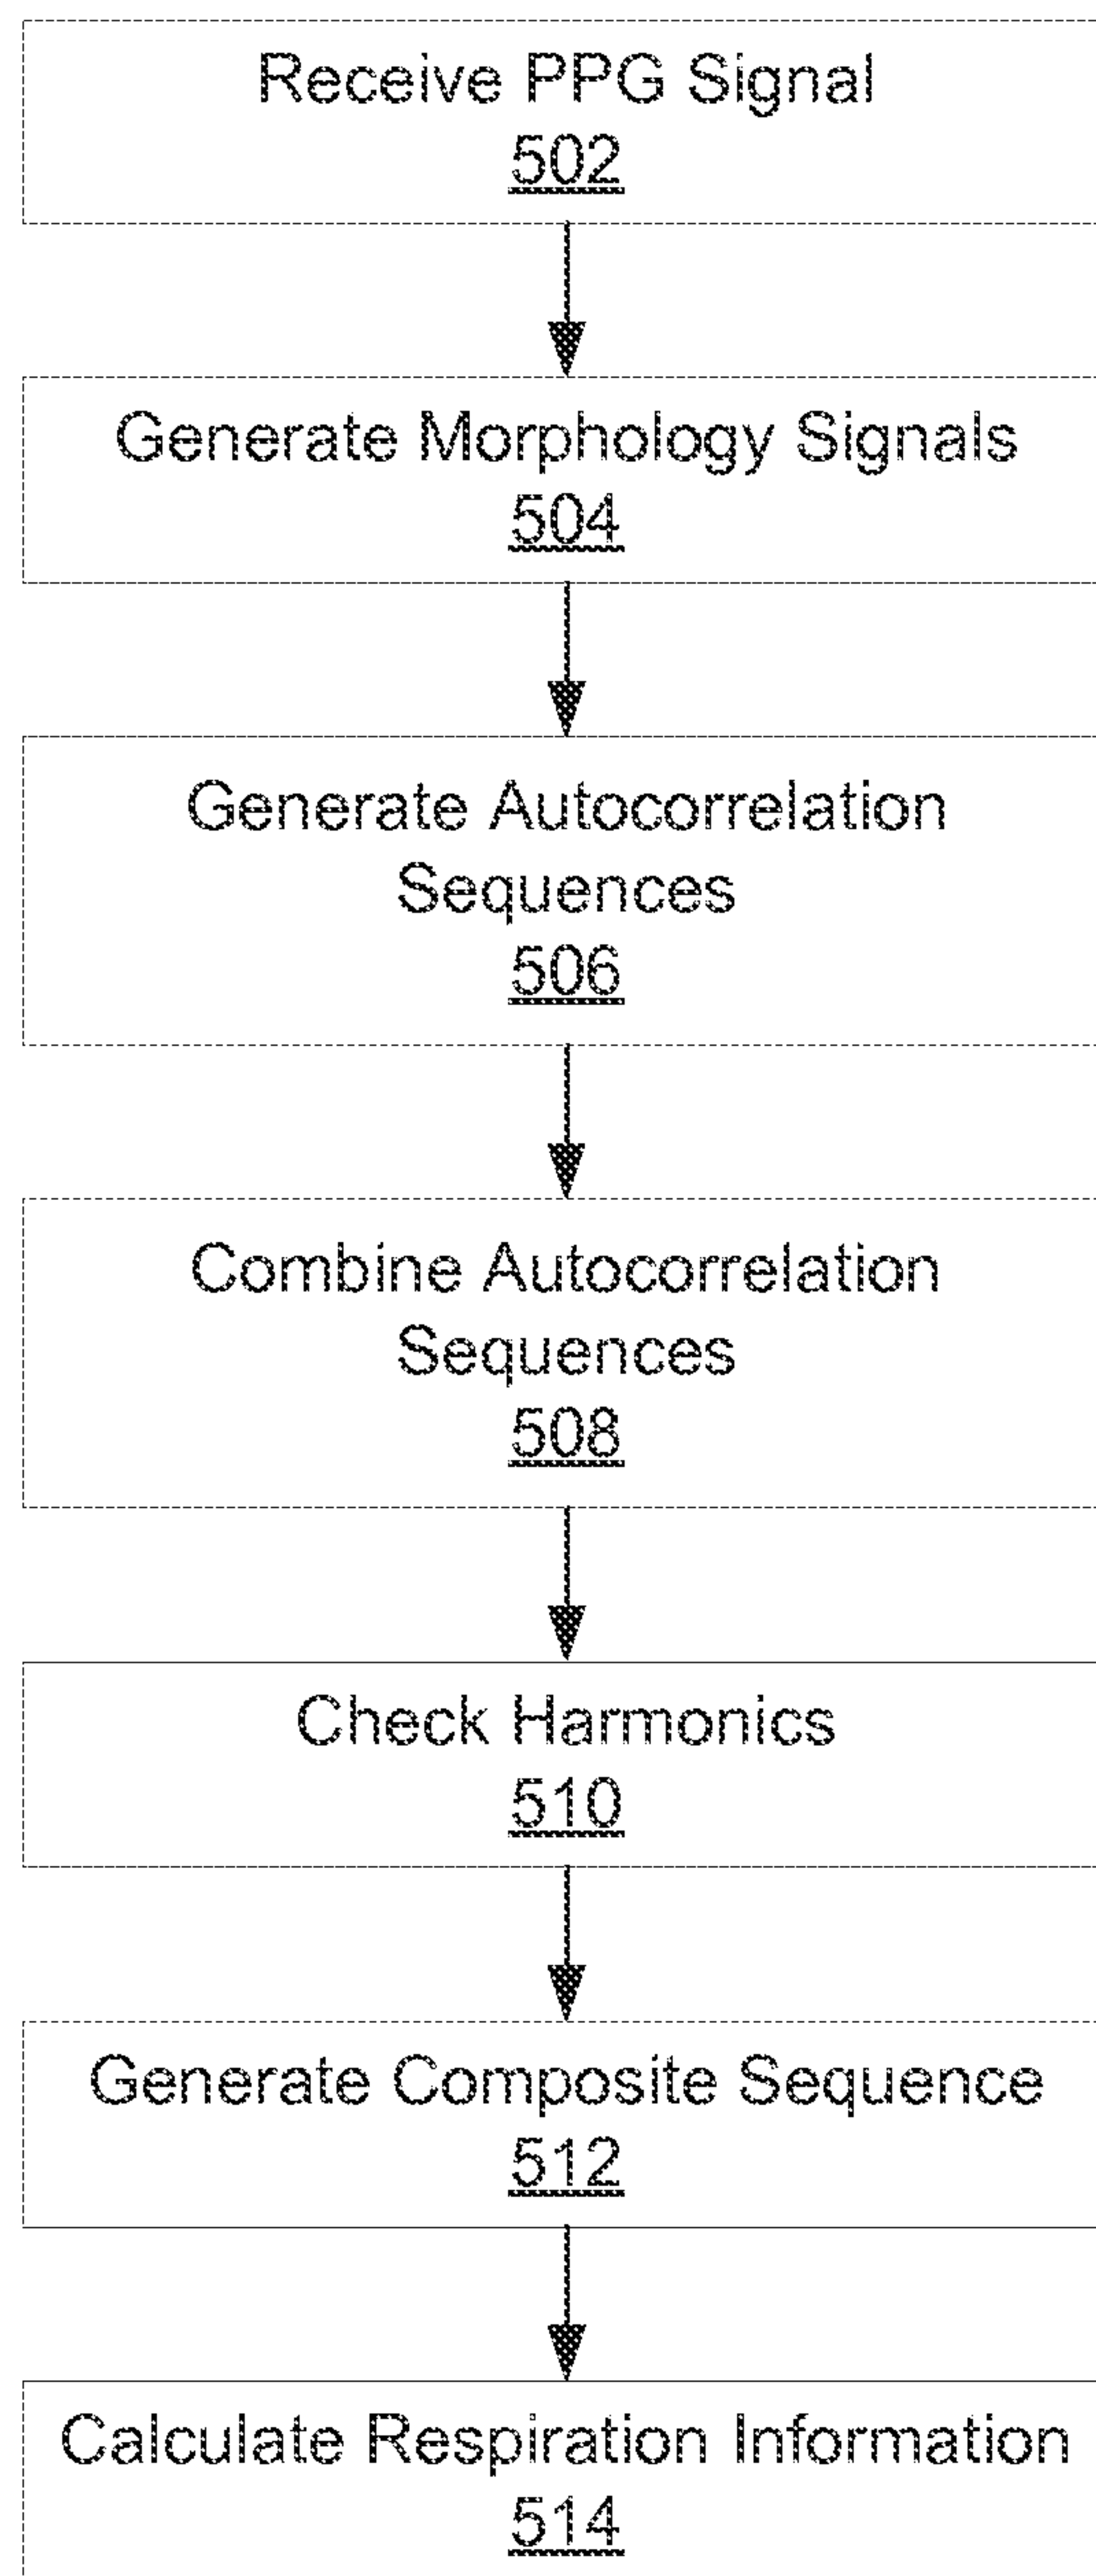 Receive PPG Signal
502
Generate Morphology Signals
504
Generate Autocorrelation
Sequences
506
Combine Autocorrelation
Sequences
508
Check Harmonics
510
Generate Composite Sequence
512
Calculate Respiration Information
514